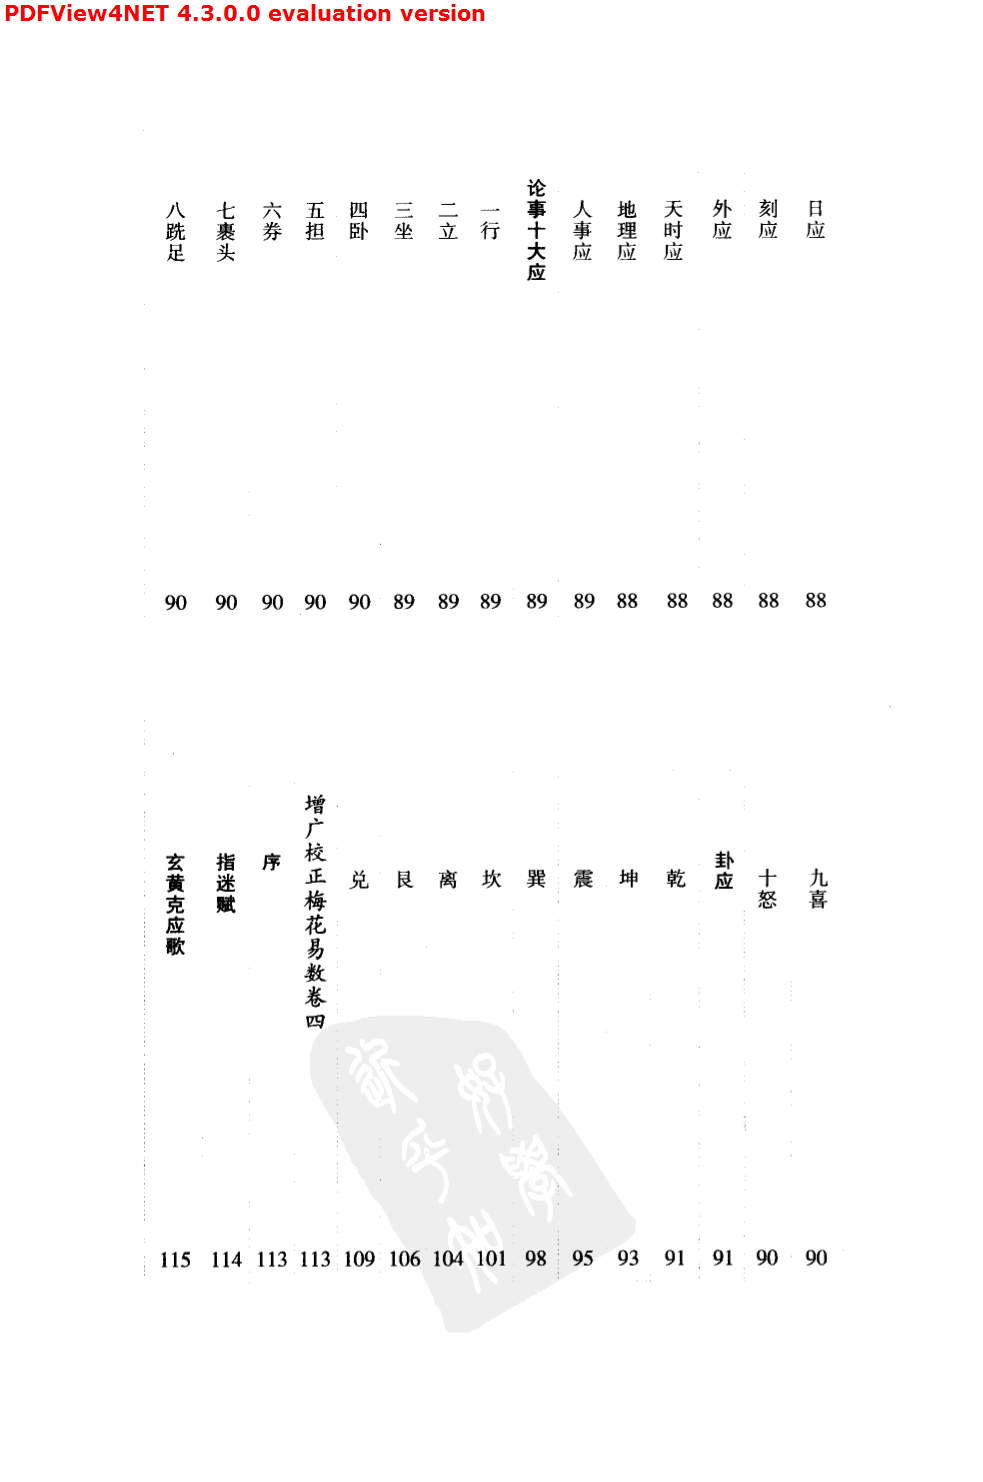 PDFView4NET 4.3.0.0 evaluation version
日应 88
刻应 88
外应 88
天时应 88
地理应 88
人事应 89
论事十大应 89
一行 89
二立 89
三坐 89
四卧 90
五担 90
六券 90
七裹头 90
八跣足 90
九喜 90
十怒 90
卦应 91
乾 91
坤 93
震 95
巽 98
坎 101
离 104
艮 106
兑 109
增广校正梅花易数卷四 113
序 113
指迷赋 114
玄黄克应歌 115